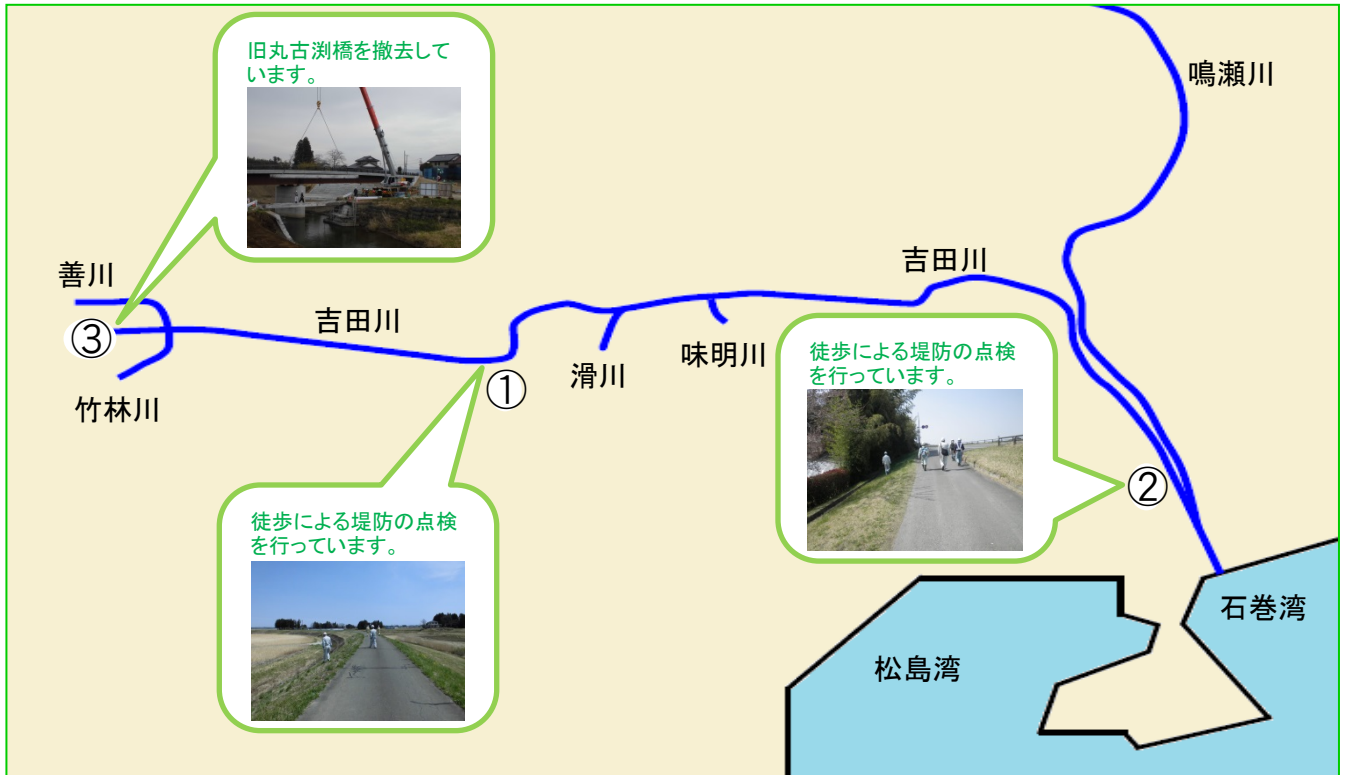 旧丸古渕橋を撤去して
います。
鳴瀬川
善川
吉田川
③
竹林川
吉田川
①
滑川
味明川
徒歩による堤防の点検
を行っています。
②
徒歩による堤防の点検
を行っています。
石巻湾
松島湾